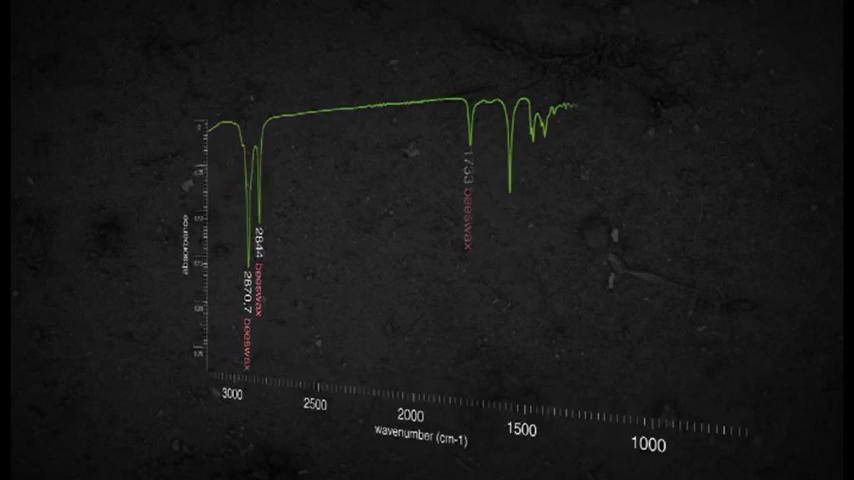 absorbance
2870.7 beeswax
2844 beeswax
1733 beeswax
3000
2500
2000
1500
1000
wavenumber (cm-1)